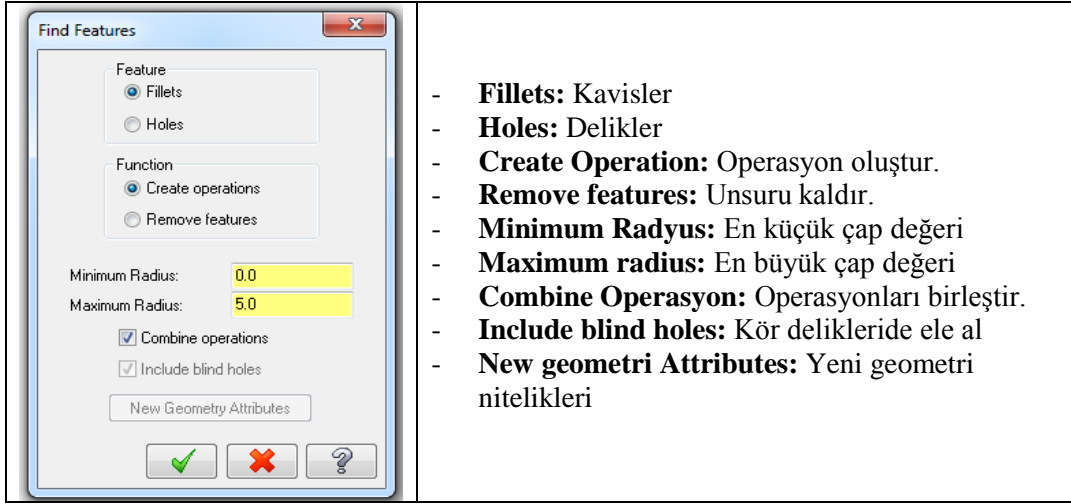 Find Features
Feature
Fillets
Holes
Function
Create operations
Remove features
Minimum Radius: 0.0
Maximum Radius: 5.0
Combine operations
Include blind holes
New Geometry Attributes
- Fillets: Kavisler
- Holes: Delikler
- Create Operation: Operasyon oluştur.
- Remove features: Unsuru kaldır.
- Minimum Radyus: En küçük çap değeri
- Maximum radius: En büyük çap değeri
- Combine Operasyon: Operasyonları birleştir.
- Include blind holes: Kör delikleride ele al
- New geometri Attributes: Yeni geometri
nitelikleri